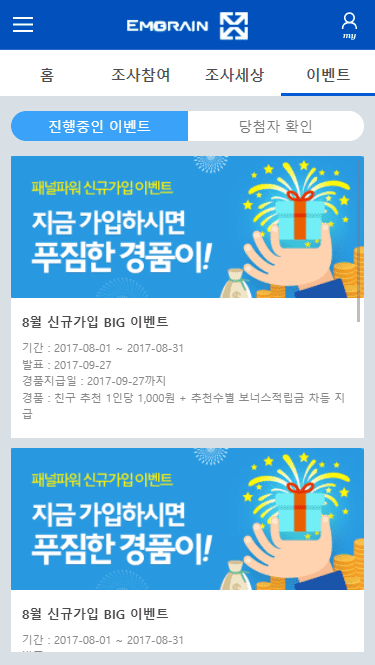 EMBRAIN
my
홈 조사참여 조사세상 이벤트
진행중인 이벤트 당첨자 확인
패널파워 신규가입 이벤트
지금 가입하시면
푸짐한 경품이!
8월 신규가입 BIG 이벤트
기간 : 2017-08-01 ~ 2017-08-31
발표 : 2017-09-27
경품지급일 : 2017-09-27까지
경품 : 친구 추천 1인당 1,000원 + 추천수별 보너스적립금 차등 지
급
패널파워 신규가입 이벤트
지금 가입하시면
푸짐한 경품이!
8월 신규가입 BIG 이벤트
기간 : 2017-08-01 ~ 2017-08-31